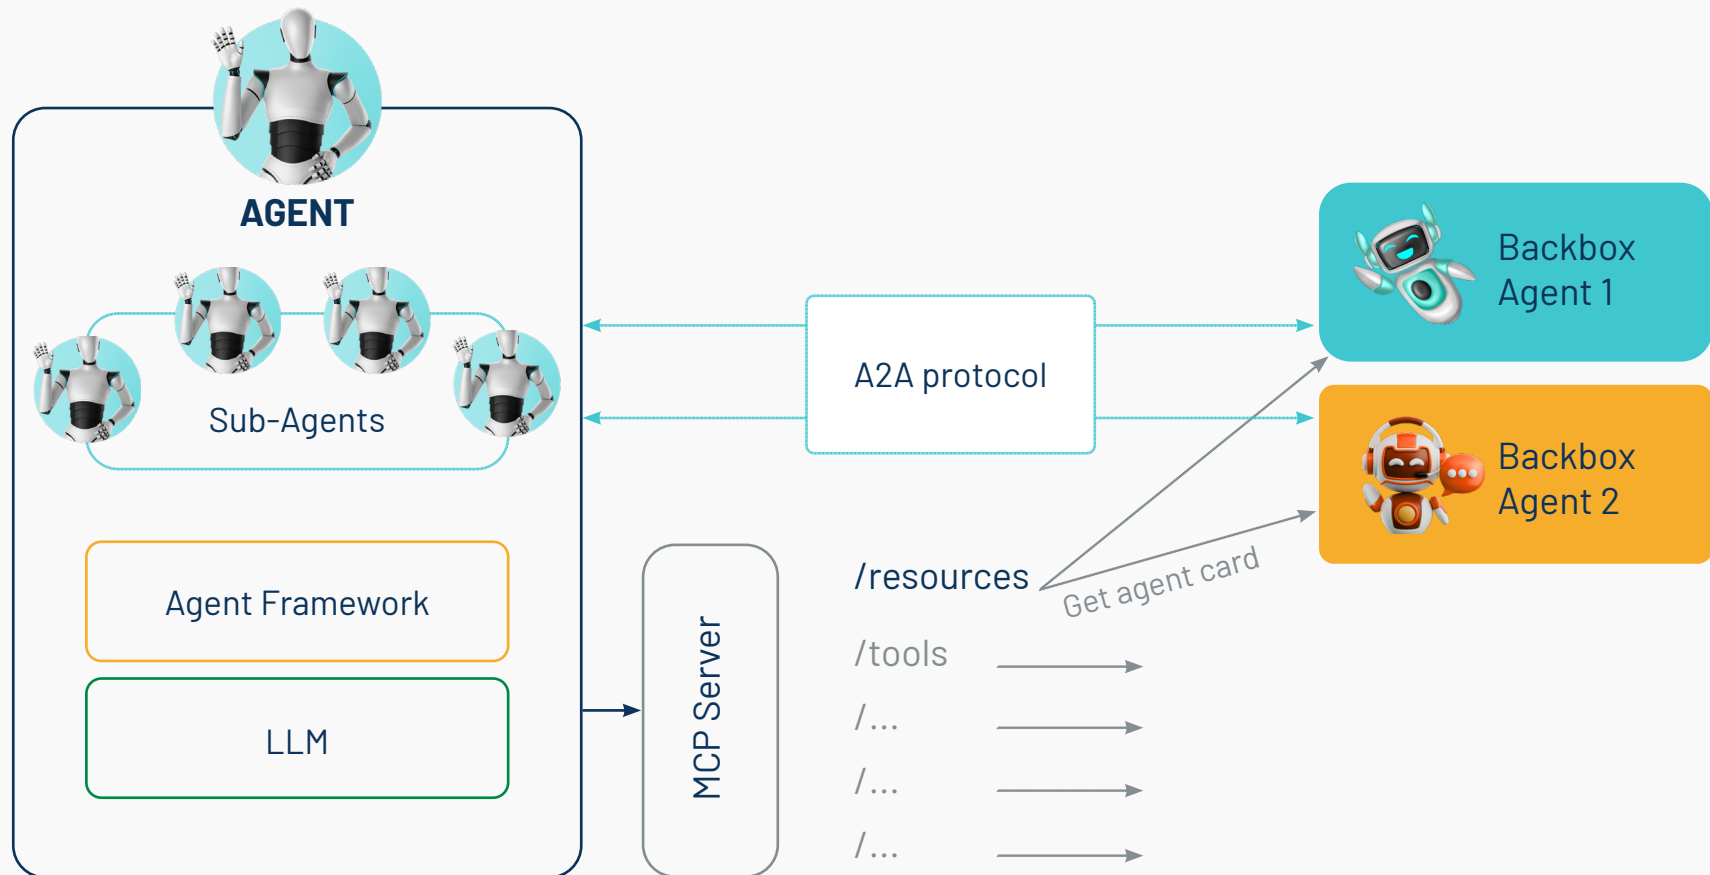 AGENT
Sub-Agents
Agent Framework
LLM
A2A protocol
MCP Server
/resources
Get agent card
/tools
/...
/...
/...
Backbox
Agent 1
Backbox
Agent 2